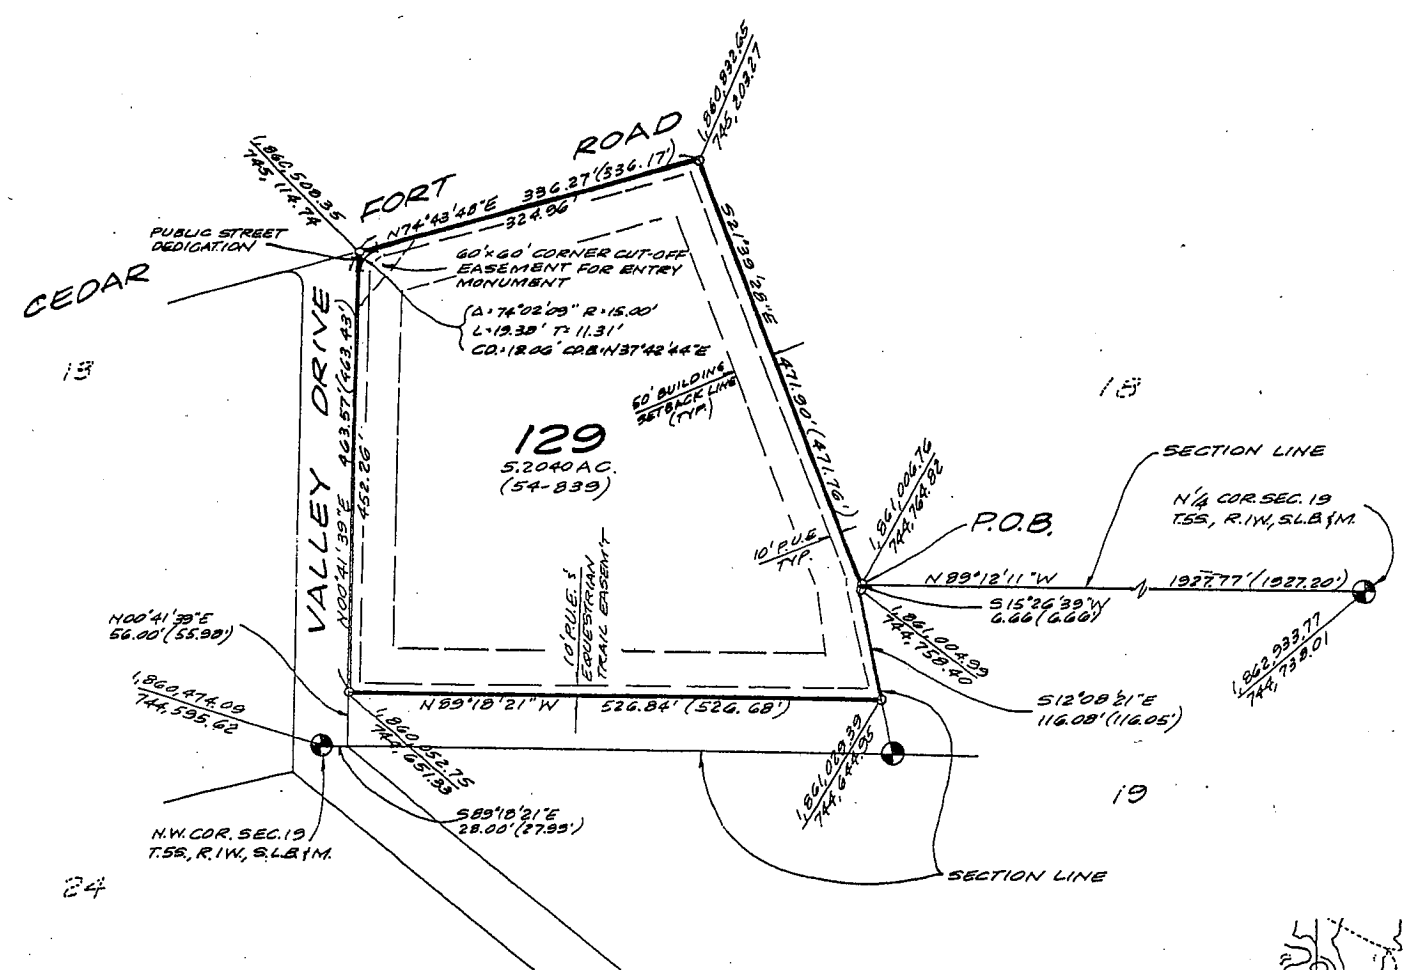 1,860,832.65
745,203.27
ROAD
1,860,508.35
745,114.74
FORT
336.27'(336.17')
N74°43'48"E
324.96'
PUBLIC STREET
DEDICATION
60'x60' CORNER CUT-OFF
EASEMENT FOR ENTRY
MONUMENT
CEDAR
Δ=74°02'09" R=15.00'
L=19.38' T=11.31'
CD.=18.06' CD.B.=N37°42'44"E
S21°39'28"E
471.90'(471.76')
13
18
VALLEY DRIVE
N00°41'39"E 463.57'(463.43')
452.26'
50' BUILDING
SETBACK LINE
(TYP.)
129
5.2040 AC.
(54-839)
1,861,006.76
744,764.82
SECTION LINE
N¼ COR. SEC. 19
T.5S., R.1W., S.L.B.&M.
P.O.B.
10' P.U.E.
TYP.
N89°12'11"W
1927.77'(1927.20')
S15°26'39"W
6.66'(6.66')
10' P.U.E. &
EQUESTRIAN
TRAIL EASEM'T
N00°41'39"E
56.00'(55.98')
1,861,004.99
744,758.40
1,862,933.77
744,738.01
1,860,474.09
744,595.62
N89°18'21"W
526.84' (526.68')
S12°08'21"E
116.08'(116.05')
744,651.33
1,861,029.39
744,644.95
19
S89°18'21"E
28.00'(27.99')
N.W. COR. SEC. 19
T.5S., R.1W., S.L.B.&M.
SECTION LINE
24